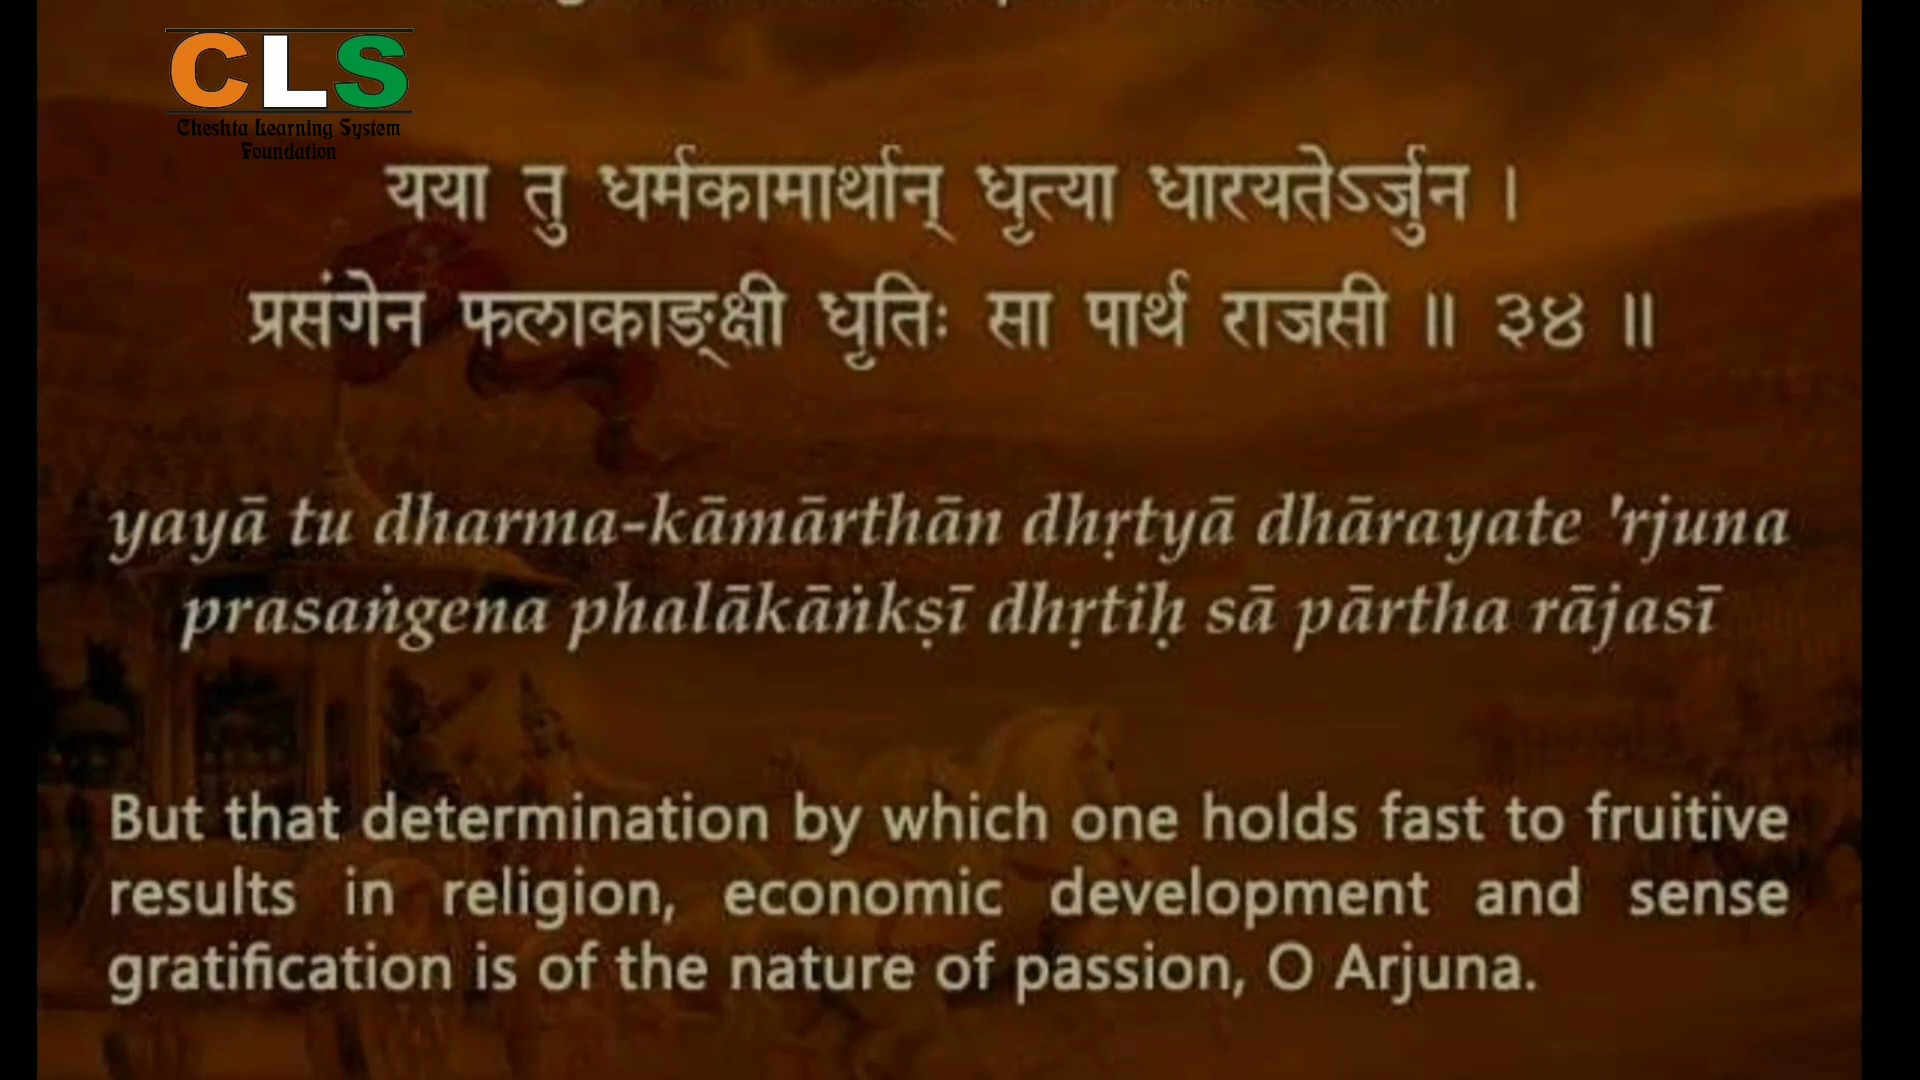 CLS
Cheshta Learning System
Foundation
यया तु धर्मकामार्थान् धृत्या धारयतेऽर्जुन ।
प्रसंगेन फलाकाङ्क्षी धृतिः सा पार्थ राजसी ॥ ३४ ॥
yayā tu dharma-kāmārthān dhṛtyā dhārayate 'rjuna
prasaṅgena phalākāṅkṣī dhṛtiḥ sā pārtha rājasī
But that determination by which one holds fast to fruitive
results in religion, economic development and sense
gratification is of the nature of passion, O Arjuna.